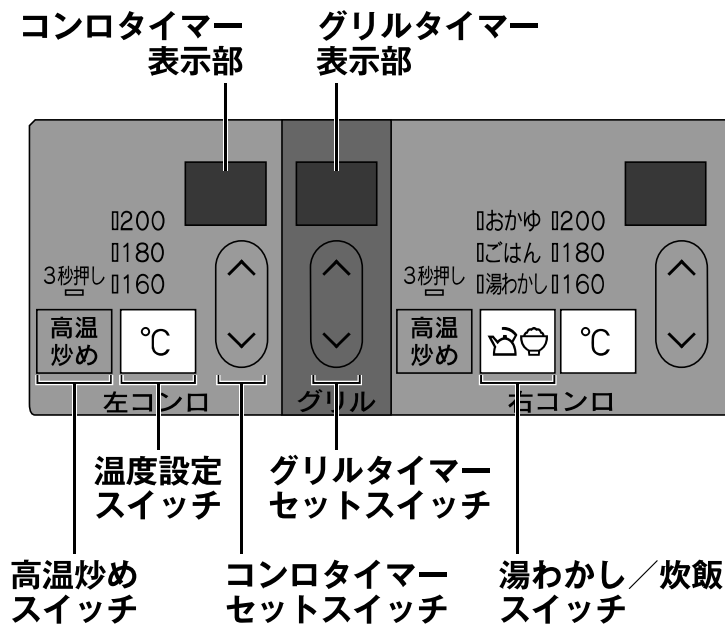 コンロタイマー
表示部
グリルタイマー
表示部
200
180
160
3秒押し
高温
炒め
℃
左コンロ
グリル
おかゆ 200
ごはん 180
湯わかし 160
3秒押し
高温
炒め
℃
右コンロ
温度設定
スイッチ
グリルタイマー
セットスイッチ
高温炒め
スイッチ
コンロタイマー
セットスイッチ
湯わかし／炊飯
スイッチ